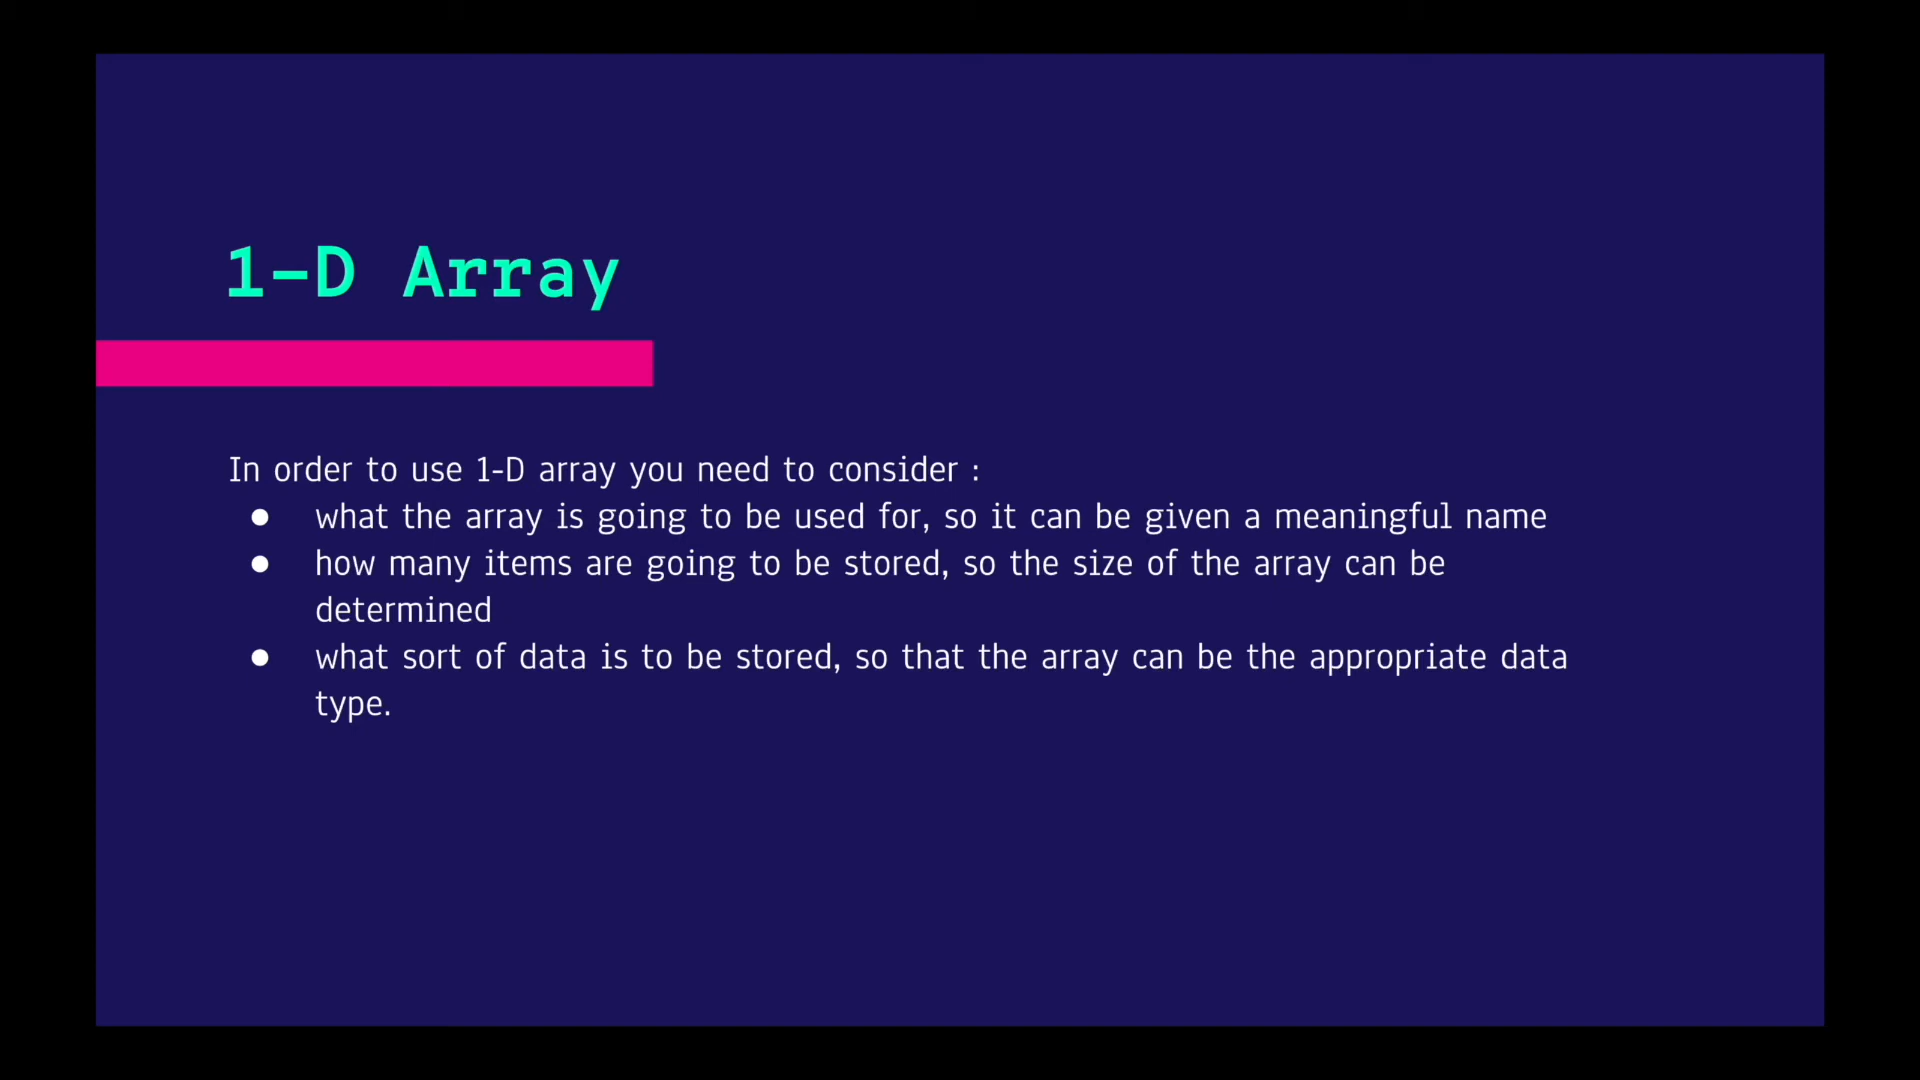 1-D Array
In order to use 1-D array you need to consider :
● what the array is going to be used for, so it can be given a meaningful name
● how many items are going to be stored, so the size of the array can be
determined
● what sort of data is to be stored, so that the array can be the appropriate data
type.